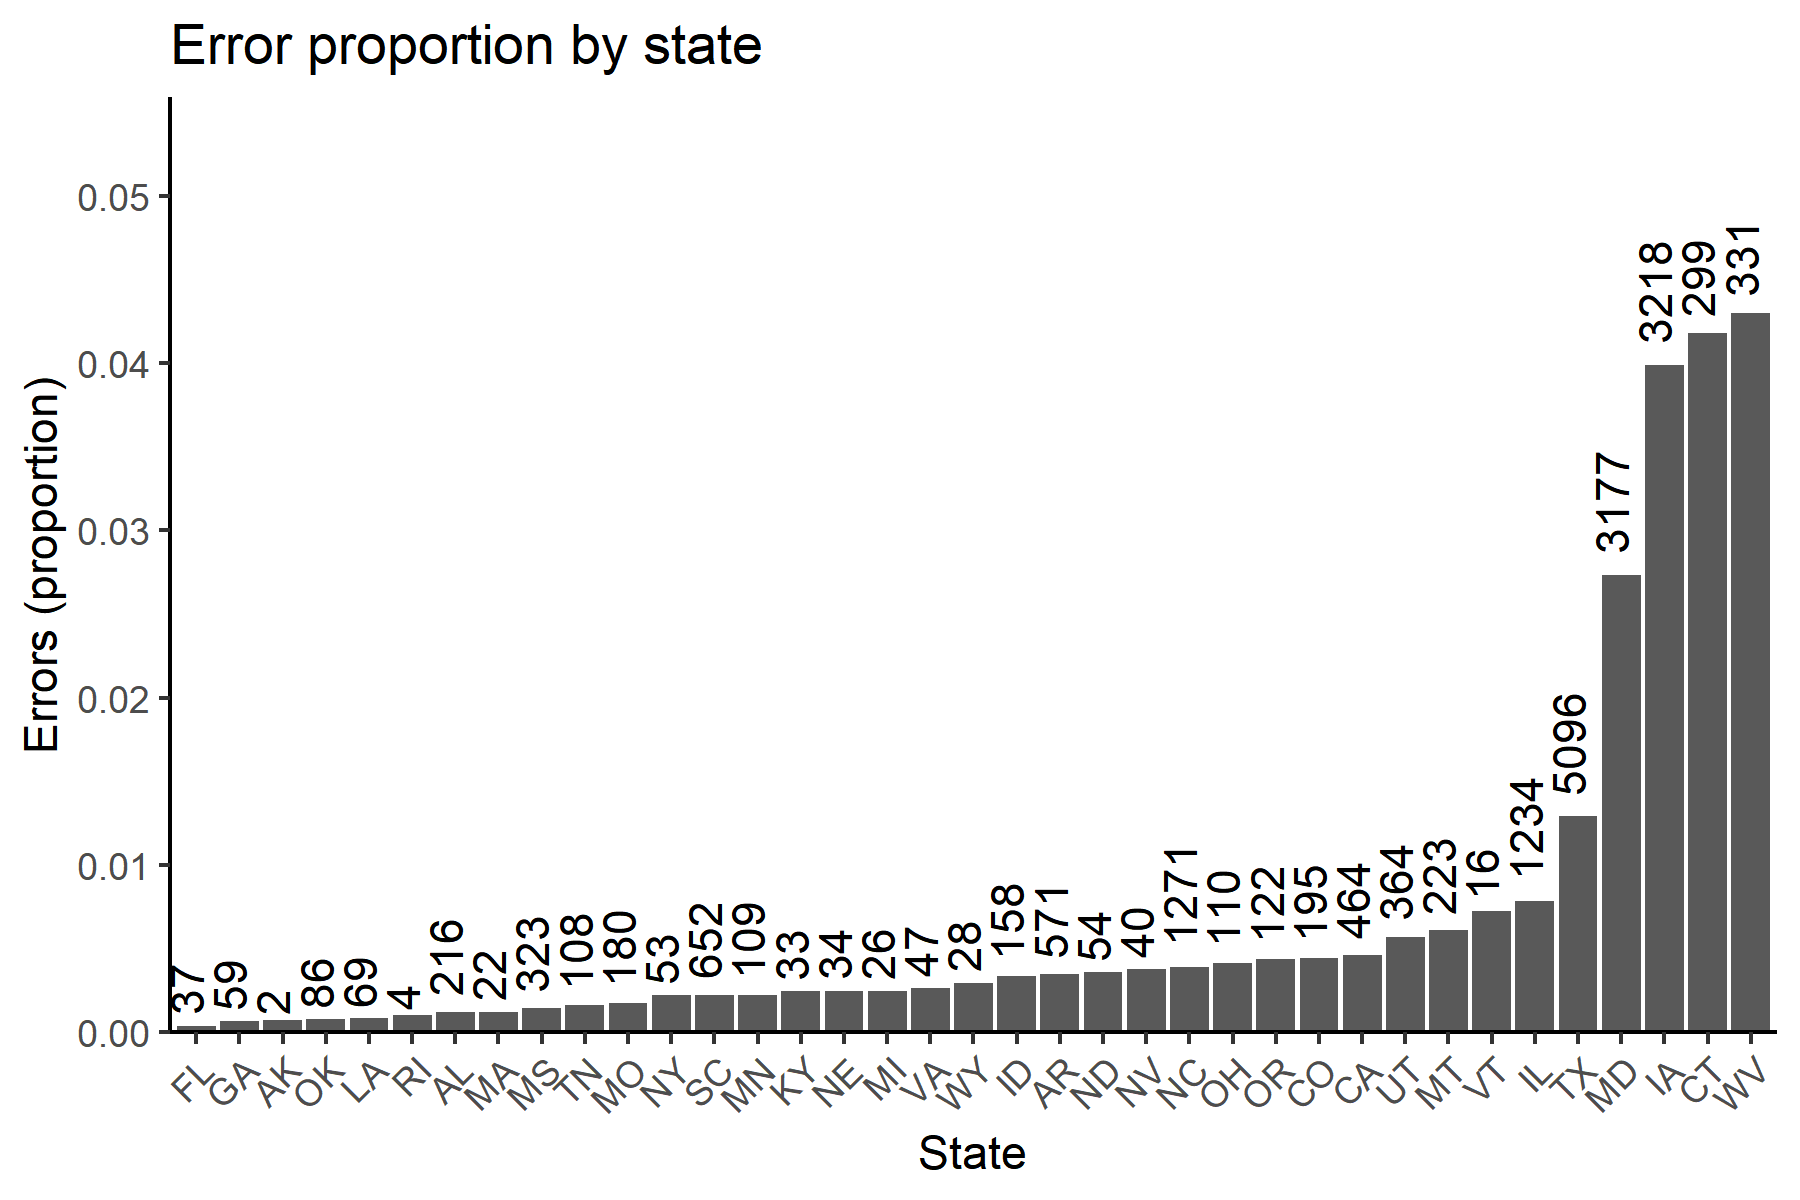 Error proportion by state
Errors (proportion)
0.05
0.04
0.03
0.02
0.01
0.00
37 59 2 86 69 4 216 22 323 108 180 53 652 109 33 34 26 47 28 158 571 54 40 1271 110 122 195 464 364 223 16 1234 5096 3177 3218 299 331
FL GA AK OK LA RI AL MA MS TN MO NY SC MN KY NE MI VA WY ID AR ND NV NC OH OR CO CA UT MT VT IL TX MD IA CT WV
State